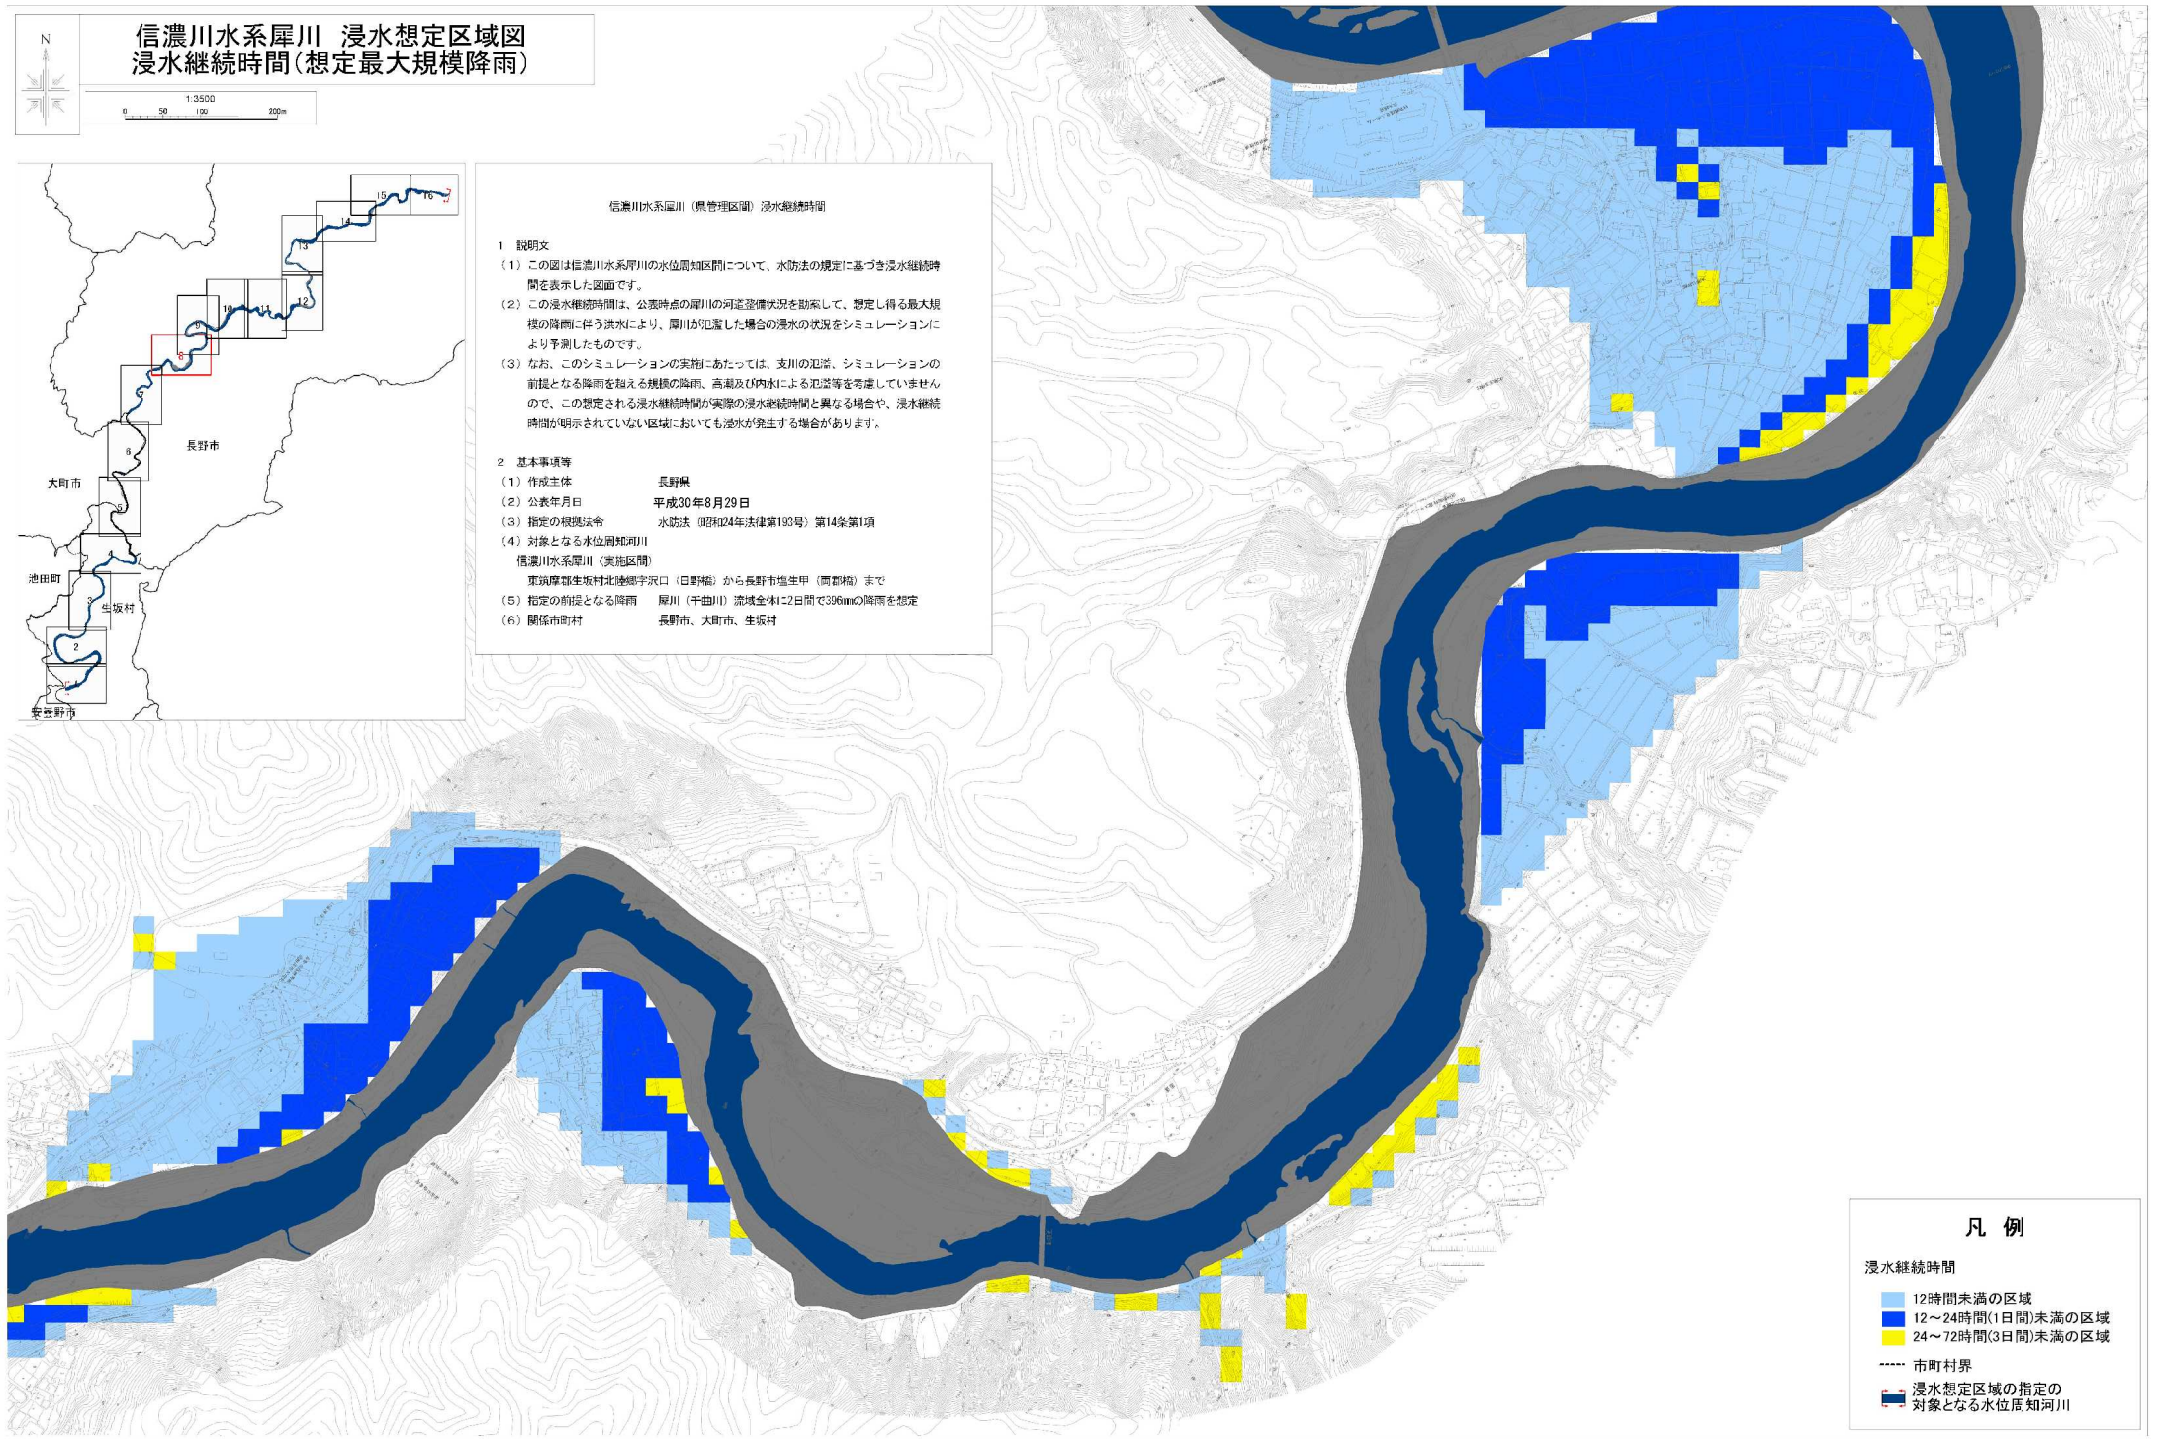 信濃川水系犀川 浸水想定区域図
浸水継続時間(想定最大規模降雨)
N
1:3500
0 50 100 200m
15
16
14
13
12
10
11
9
8
7
6
長野市
大町市
5
4
池田町
3
生坂村
2
1
安曇野市
信濃川水系犀川（県管理区間）浸水継続時間
1 説明文
（1）この図は信濃川水系犀川の水位周知区間について、水防法の規定に基づき浸水継続時
間を表示した図面です。
（2）この浸水継続時間は、公表時点の犀川の河道整備状況を勘案して、想定し得る最大規
模の降雨に伴う洪水により、犀川が氾濫した場合の浸水の状況をシミュレーションに
より予測したものです。
（3）なお、このシミュレーションの実施にあたっては、支川の氾濫、シミュレーションの
前提となる降雨を超える規模の降雨、高潮及び内水による氾濫等を考慮していません
ので、この想定される浸水継続時間が実際の浸水継続時間と異なる場合や、浸水継続
時間が明示されていない区域においても浸水が発生する場合があります。
2 基本事項等
（1）作成主体 長野県
（2）公表年月日 平成30年8月29日
（3）指定の根拠法令 水防法（昭和24年法律第193号）第14条第1項
（4）対象となる水位周知河川
信濃川水系犀川（実施区間）
東筑摩郡生坂村北陸郷字沢口（日野橋）から長野市塩生甲（両郡橋）まで
（5）指定の前提となる降雨 犀川（千曲川）流域全体に2日間で396mmの降雨を想定
（6）関係市町村 長野市、大町市、生坂村
凡 例
浸水継続時間
12時間未満の区域
12～24時間(1日間)未満の区域
24～72時間(3日間)未満の区域
市町村界
浸水想定区域の指定の
対象となる水位周知河川